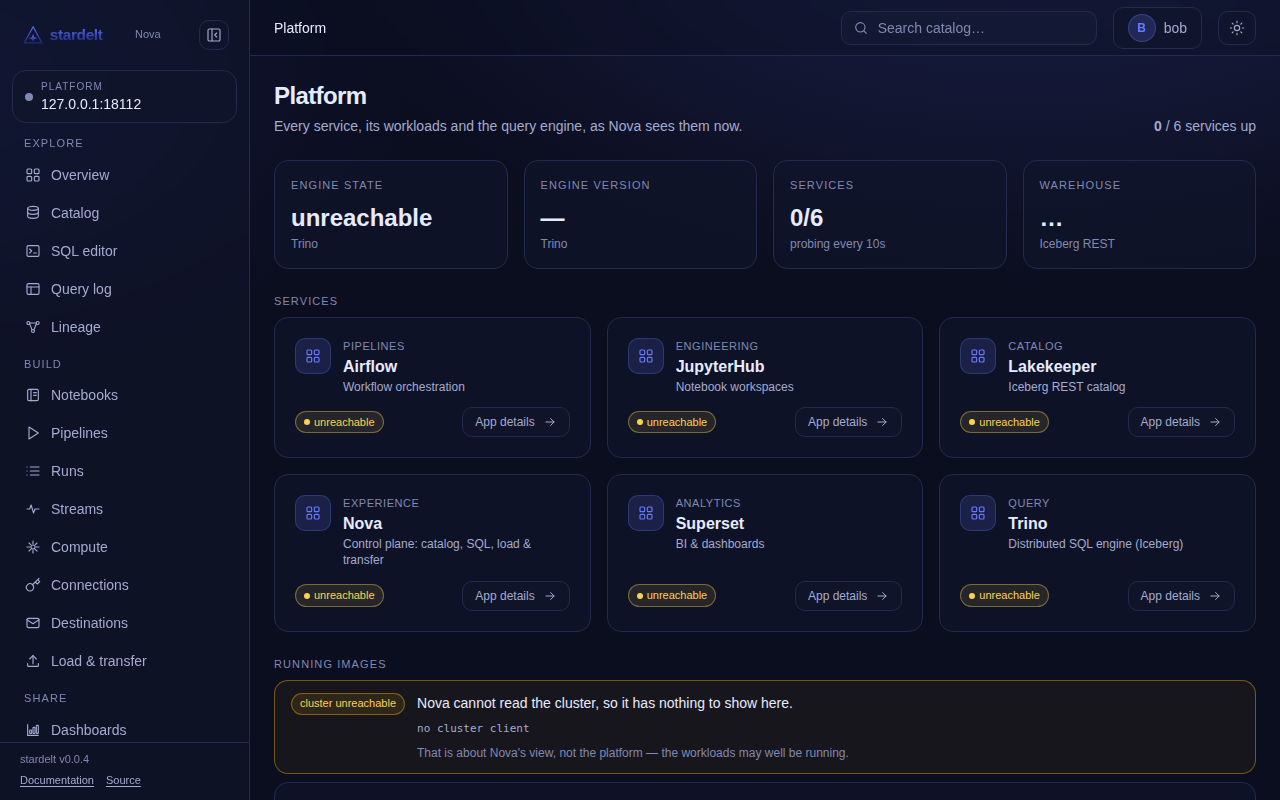 stardelt
Nova
PLATFORM
127.0.0.1:18112
EXPLORE
Overview
Catalog
SQL editor
Query log
Lineage
BUILD
Notebooks
Pipelines
Runs
Streams
Compute
Connections
Destinations
Load & transfer
SHARE
Dashboards
stardelt v0.0.4
Documentation Source
Platform
Search catalog…
B bob
Platform
Every service, its workloads and the query engine, as Nova sees them now.
0 / 6 services up
ENGINE STATE
unreachable
Trino
ENGINE VERSION
—
Trino
SERVICES
0/6
probing every 10s
WAREHOUSE
…
Iceberg REST
SERVICES
PIPELINES
Airflow
Workflow orchestration
unreachable
App details
ENGINEERING
JupyterHub
Notebook workspaces
unreachable
App details
CATALOG
Lakekeeper
Iceberg REST catalog
unreachable
App details
EXPERIENCE
Nova
Control plane: catalog, SQL, load &
transfer
unreachable
App details
ANALYTICS
Superset
BI & dashboards
unreachable
App details
QUERY
Trino
Distributed SQL engine (Iceberg)
unreachable
App details
RUNNING IMAGES
cluster unreachable
Nova cannot read the cluster, so it has nothing to show here.
no cluster client
That is about Nova's view, not the platform — the workloads may well be running.